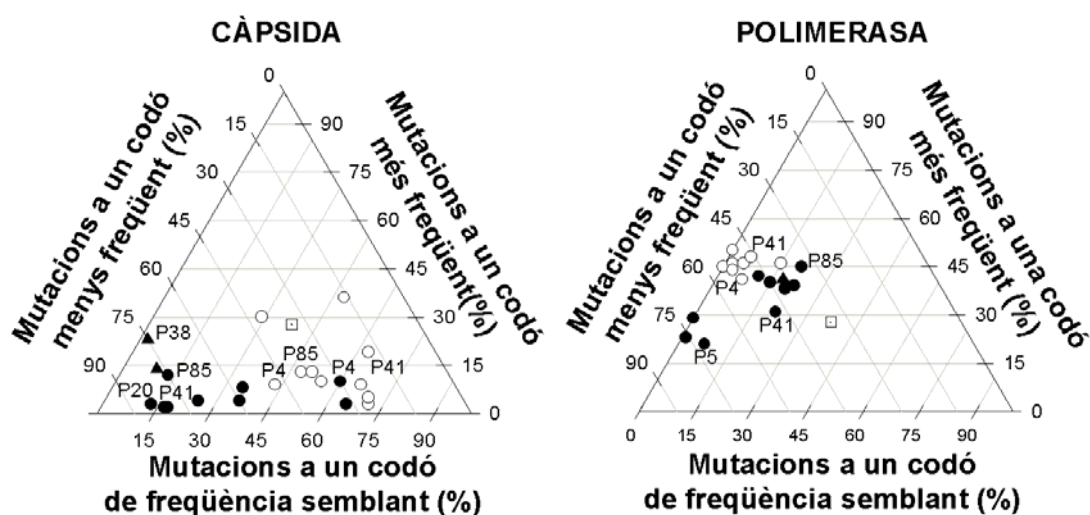 CÀPSIDA
0
15
30
45
60
75
90
Mutacions a un codó
menys freqüent (%)
90
75
60
45
30
15
0
Mutacions a un codó
més freqüent(%)
P38
P85
P20
P41
P4
P85
P4
P41
15
30
45
60
75
90
Mutacions a un codó
de freqüència semblant (%)
POLIMERASA
0
15
30
45
60
75
90
Mutacions a un codó
menys freqüent (%)
90
75
60
45
30
15
0
Mutacions a una codó
més freqüent (%)
P41
P4
P85
P41
P5
0
15
30
45
60
75
90
Mutacions a un codó
de freqüència semblant (%)